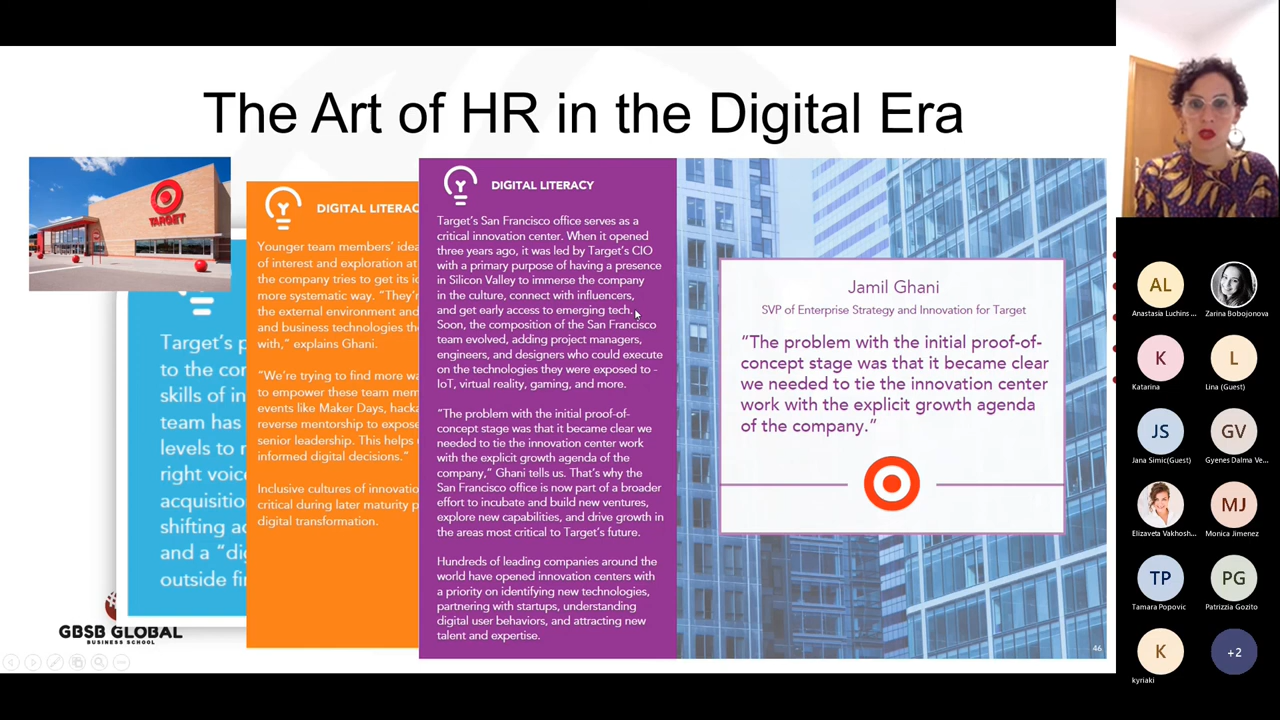 The Art of HR in the Digital Era
TARGET
Target's p
to the cor
skills of in
team has
levels to r
right voice
acquisitio
shifting ac
and a "dig
outside fir
DIGITAL LITERAC
Younger team members' idea
of interest and exploration at
the company tries to get its ic
more systematic way. "They'r
the external environment and
and business technologies the
with," explains Ghani.
"We're trying to find more wa
to empower these team mem
events like Maker Days, hacka
reverse mentorship to expose
senior leadership. This helps
informed digital decisions."
Inclusive cultures of innovatio
critical during later maturity p
digital transformation.
DIGITAL LITERACY
Target's San Francisco office serves as a
critical innovation center. When it opened
three years ago, it was led by Target's CIO
with a primary purpose of having a presence
in Silicon Valley to immerse the company
in the culture, connect with influencers,
and get early access to emerging tech.
Soon, the composition of the San Francisco
team evolved, adding project managers,
engineers, and designers who could execute
on the technologies they were exposed to -
IoT, virtual reality, gaming, and more.
"The problem with the initial proof-of-
concept stage was that it became clear we
needed to tie the innovation center work
with the explicit growth agenda of the
company," Ghani tells us. That's why the
San Francisco office is now part of a broader
effort to incubate and build new ventures,
explore new capabilities, and drive growth in
the areas most critical to Target's future.
Hundreds of leading companies around the
world have opened innovation centers with
a priority on identifying new technologies,
partnering with startups, understanding
digital user behaviors, and attracting new
talent and expertise.
Jamil Ghani
SVP of Enterprise Strategy and Innovation for Target
"The problem with the initial proof-of-
concept stage was that it became clear
we needed to tie the innovation center
work with the explicit growth agenda
of the company."
46
GBSB GLOBAL
BUSINESS SCHOOL
AL
Anastasia Luchins ...
Zarina Bobojonova
K
Katarina
L
Lina (Guest)
JS
Jana Simic(Guest)
GV
Gyenes Dalma Ve...
Elizaveta Vakhosh...
MJ
Monica Jimenez
TP
Tamara Popovic
PG
Patrizzia Gozito
K
kyriaki
+2